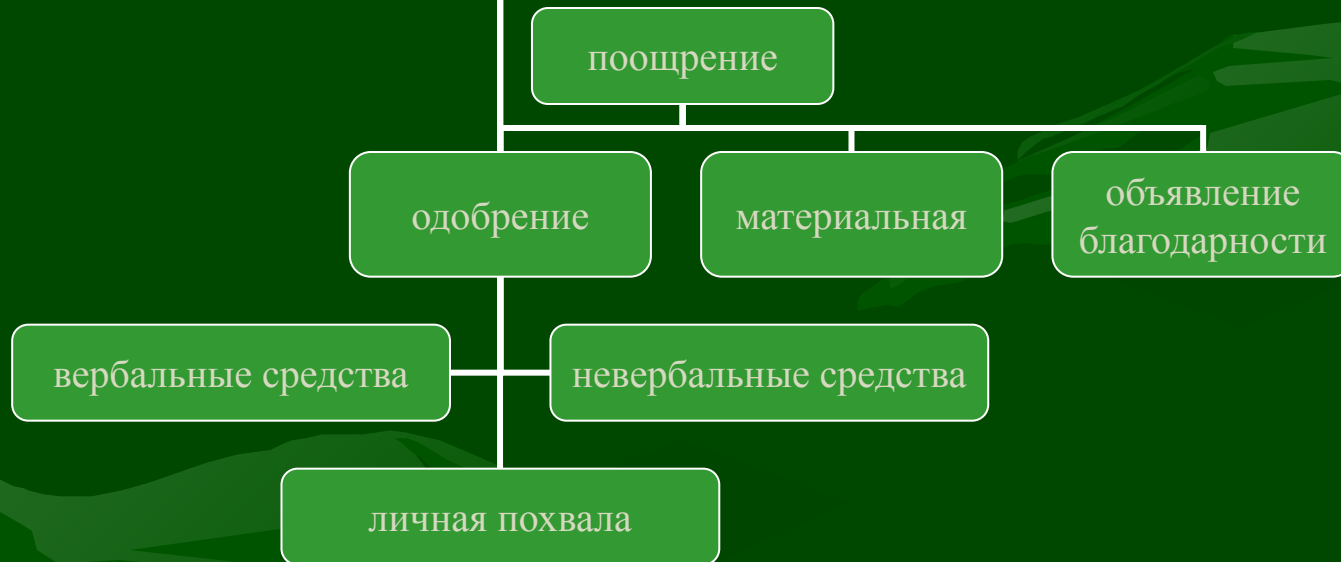 поощрение
одобрение
материальная
объявление
благодарности
вербальные средства
невербальные средства
личная похвала